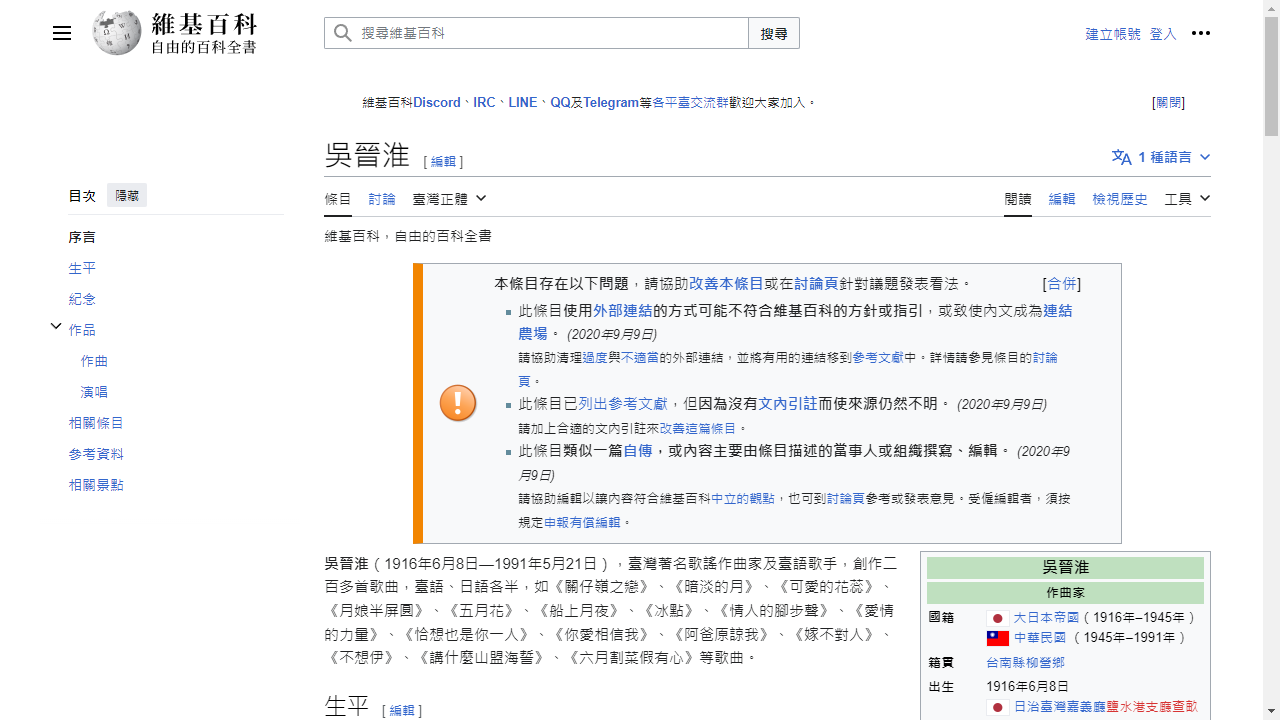 維基百科
自由的百科全書
搜尋維基百科
搜尋
建立帳號 登入
維基百科Discord、IRC、LINE、QQ及Telegram等各平臺交流群歡迎大家加入。
[關閉]
吳晉淮 [編輯]
1 種語言
目次 隱藏
條目 討論 臺灣正體
閱讀 編輯 檢視歷史 工具
序言
生平
紀念
作品
作曲
演唱
相關條目
參考資料
相關景點
維基百科，自由的百科全書
本條目存在以下問題，請協助改善本條目或在討論頁針對議題發表看法。 [合併]
此條目使用外部連結的方式可能不符合維基百科的方針或指引，或致使內文成為連結
農場。 (2020年9月9日)
請協助清理過度與不適當的外部連結，並將有用的連結移到參考文獻中。詳情請參見條目的討論
頁。
此條目已列出參考文獻，但因為沒有文內引註而使來源仍然不明。 (2020年9月9日)
請加上合適的文內引註來改善這篇條目。
此條目類似一篇自傳，或內容主要由條目描述的當事人或組織撰寫、編輯。 (2020年9
月9日)
請協助編輯以讓內容符合維基百科中立的觀點，也可到討論頁參考或發表意見。受僱編輯者，須按
規定申報有償編輯。
吳晉淮（1916年6月8日—1991年5月21日），臺灣著名歌謠作曲家及臺語歌手，創作二
百多首歌曲，臺語、日語各半，如《關仔嶺之戀》、《暗淡的月》、《可愛的花蕊》、
《月娘半屏圓》、《五月花》、《船上月夜》、《冰點》、《情人的腳步聲》、《愛情
的力量》、《恰想也是你一人》、《你愛相信我》、《阿爸原諒我》、《嫁不對人》、
《不想伊》、《講什麼山盟海誓》、《六月割菜假有心》等歌曲。
生平 [編輯]
吳晉淮
作曲家
國籍 大日本帝國（1916年–1945年）
中華民國 （1945年–1991年）
籍貫 台南縣柳營鄉
出生 1916年6月8日
日治臺灣嘉義廳鹽水港支廳查畝